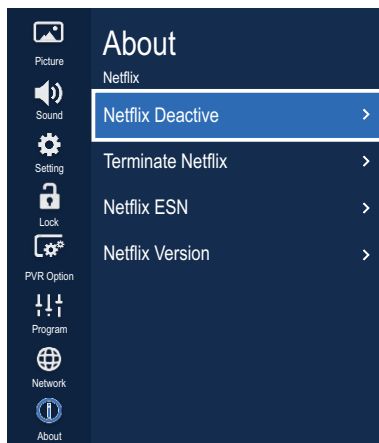 Picture
Sound
Setting
Lock
PVR Option
Program
Network
About
About
Netflix
Netflix Deactive
Terminate Netflix
Netflix ESN
Netflix Version